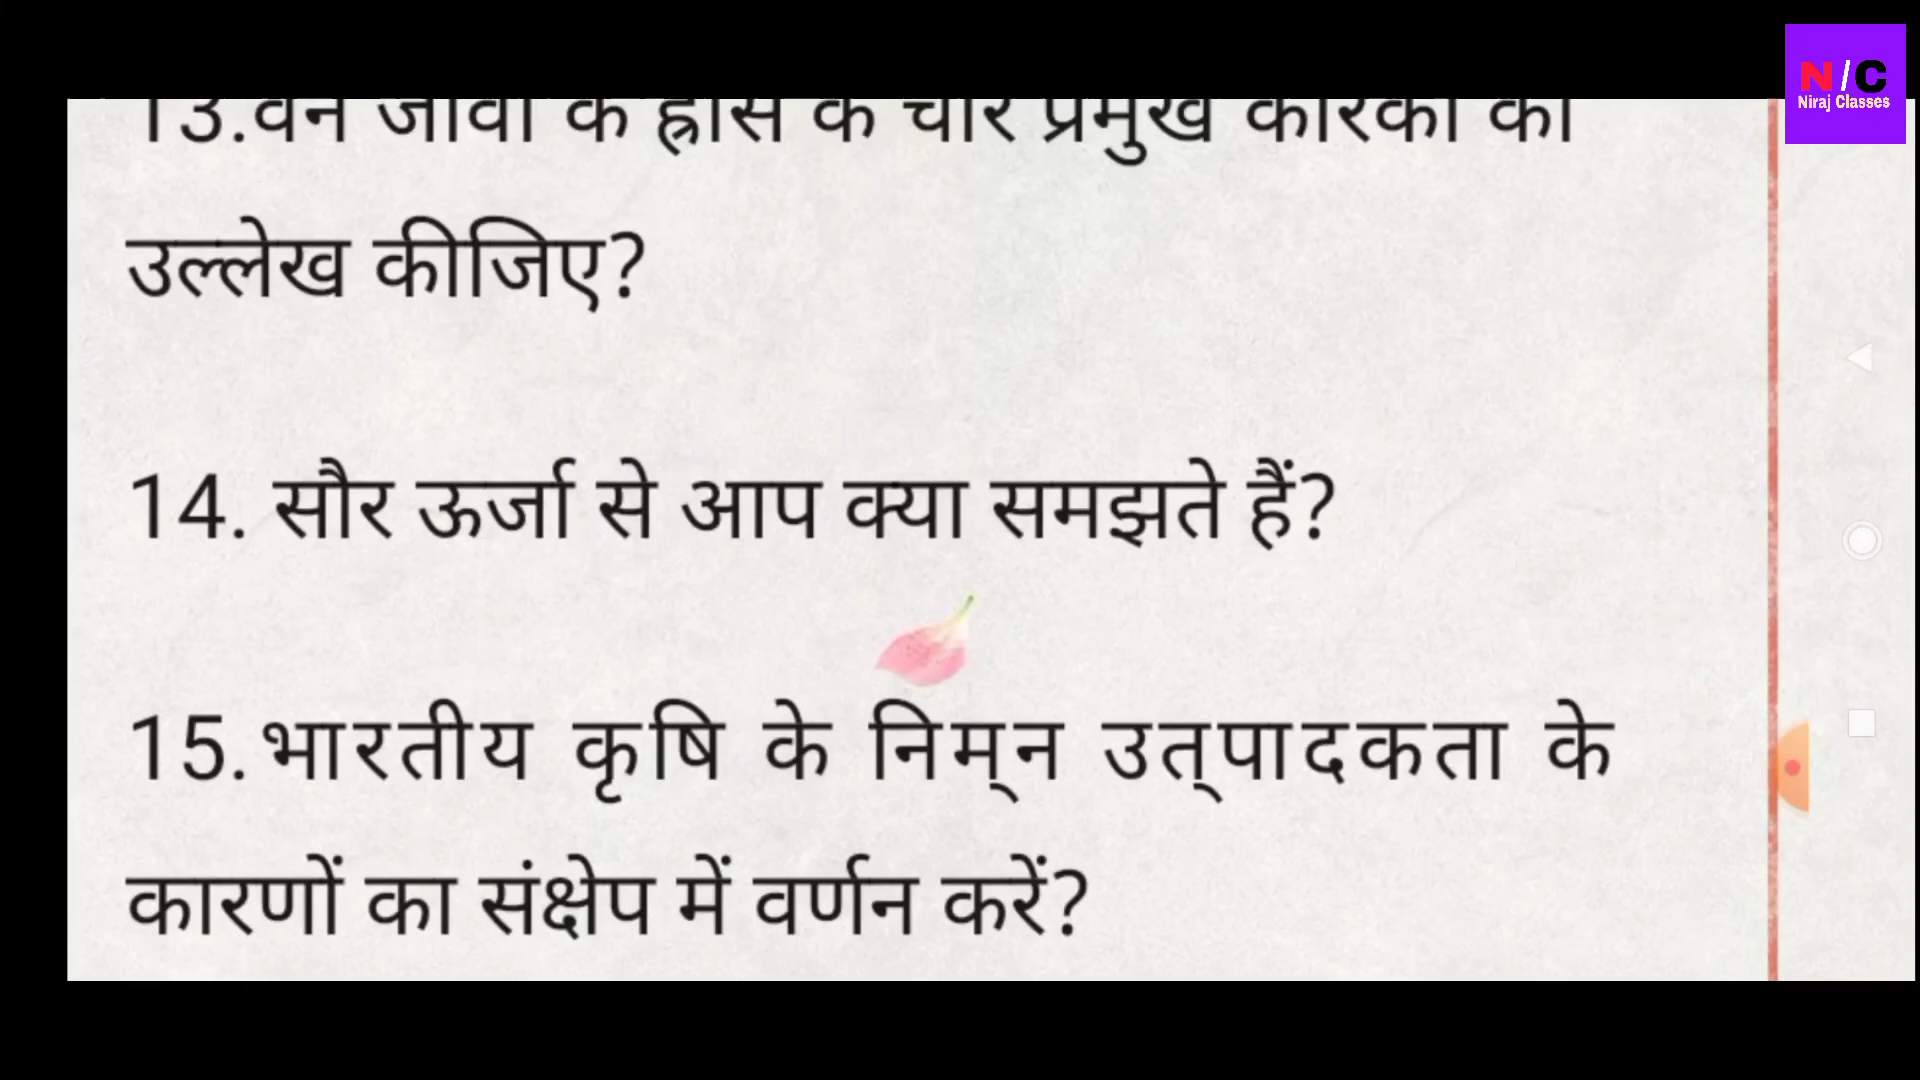 N/C
Niraj Classes
13.वन जीवों के ह्रास के चार प्रमुख कारकों का
उल्लेख कीजिए?
14. सौर ऊर्जा से आप क्या समझते हैं?
15. भारतीय कृषि के निम्‌न उत्‌पादकता के
कारणों का संक्षेप में वर्णन करें?